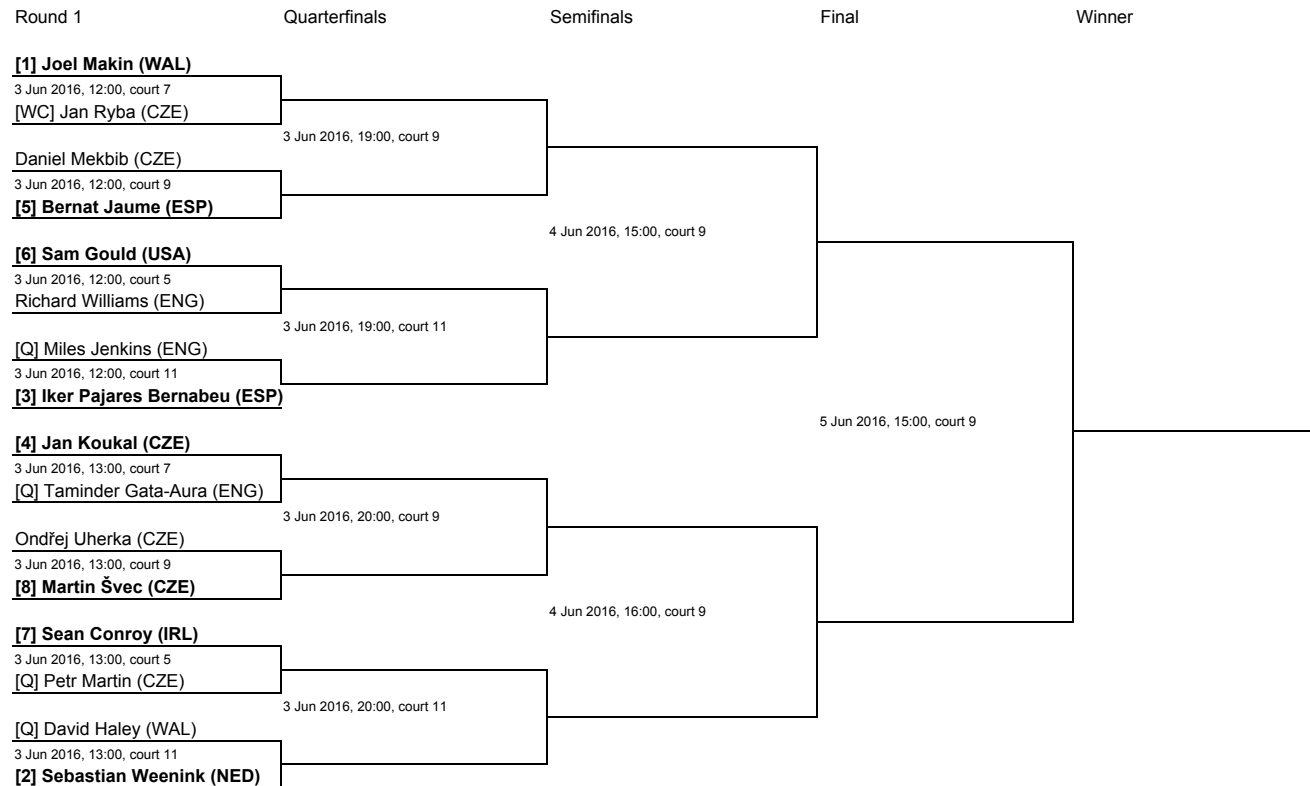 Round 1 Quarterfinals Semifinals Final Winner
[1] Joel Makin (WAL)
3 Jun 2016, 12:00, court 7
[WC] Jan Ryba (CZE)
3 Jun 2016, 19:00, court 9
Daniel Mekbib (CZE)
3 Jun 2016, 12:00, court 9
[5] Bernat Jaume (ESP)
4 Jun 2016, 15:00, court 9
[6] Sam Gould (USA)
3 Jun 2016, 12:00, court 5
Richard Williams (ENG)
3 Jun 2016, 19:00, court 11
[Q] Miles Jenkins (ENG)
3 Jun 2016, 12:00, court 11
[3] Iker Pajares Bernabeu (ESP)
5 Jun 2016, 15:00, court 9
[4] Jan Koukal (CZE)
3 Jun 2016, 13:00, court 7
[Q] Taminder Gata-Aura (ENG)
3 Jun 2016, 20:00, court 9
Ondřej Uherka (CZE)
3 Jun 2016, 13:00, court 9
[8] Martin Švec (CZE)
4 Jun 2016, 16:00, court 9
[7] Sean Conroy (IRL)
3 Jun 2016, 13:00, court 5
[Q] Petr Martin (CZE)
3 Jun 2016, 20:00, court 11
[Q] David Haley (WAL)
3 Jun 2016, 13:00, court 11
[2] Sebastian Weenink (NED)